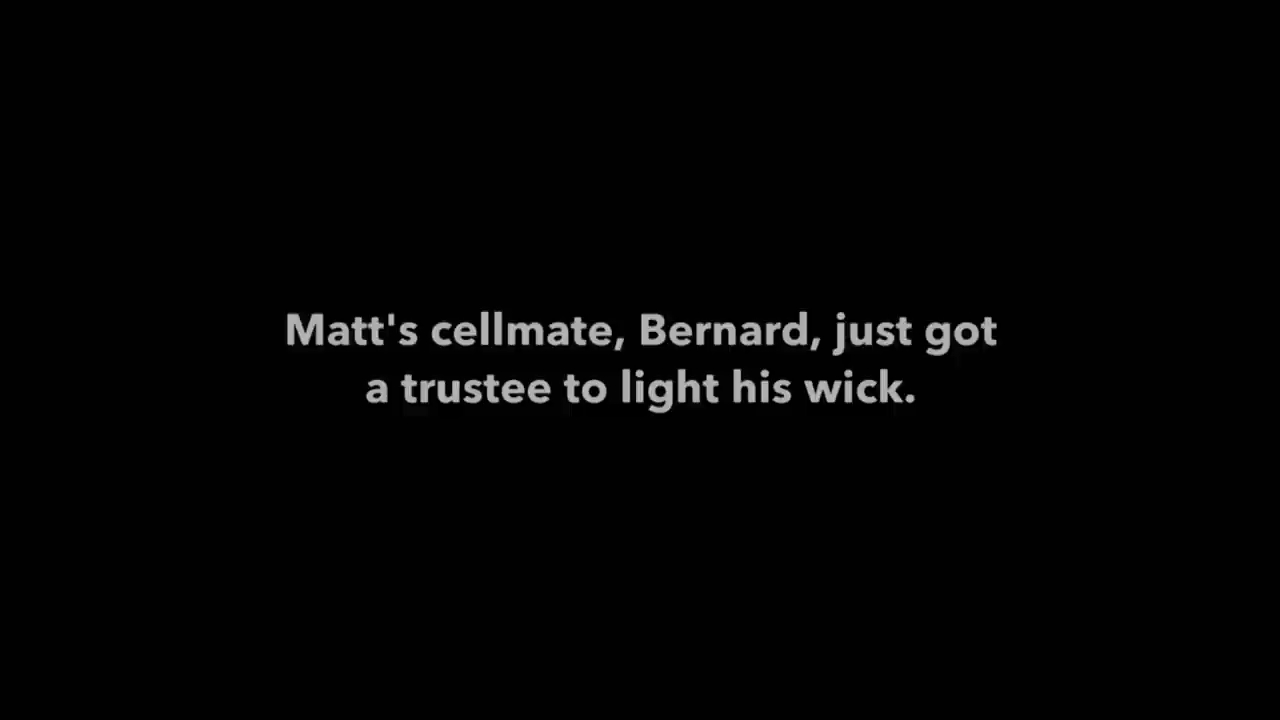 Matt's cellmate, Bernard, just got
a trustee to light his wick.